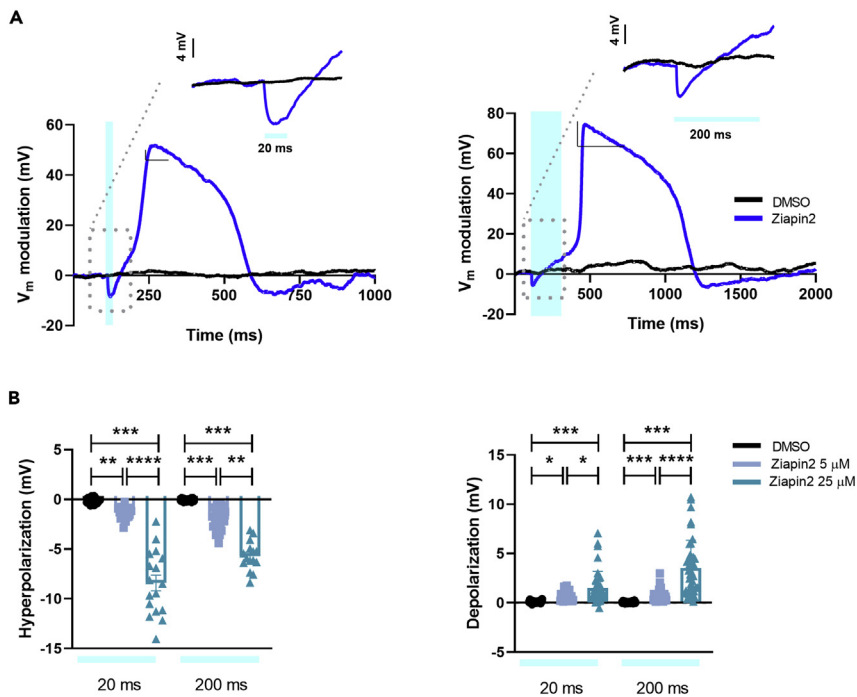 A
4 mV
20 ms
60
40
20
0
-20
250
500
750
1000
Vm modulation (mV)
Time (ms)
4 mV
200 ms
80
60
40
20
0
-20
500
1000
1500
2000
Vm modulation (mV)
Time (ms)
DMSO
Ziapin2
B
***
***
**
****
***
**
5
0
-5
-10
-15
Hyperpolarization (mV)
20 ms
200 ms
***
***
*
*
***
****
15
10
5
0
-5
Depolarization (mV)
20 ms
200 ms
DMSO
Ziapin2 5 μM
Ziapin2 25 μM